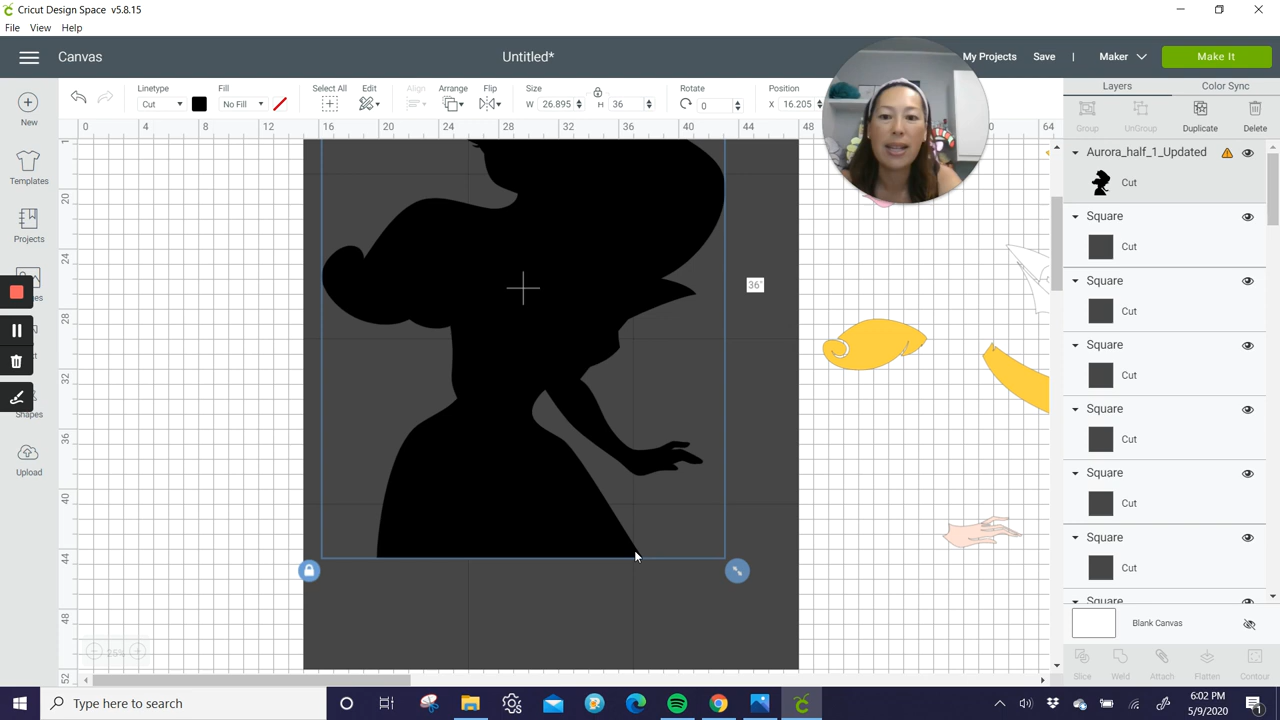 Cricut Design Space v5.8.15
File View Help
Canvas
Untitled*
My Projects Save | Maker Make It
Linetype Fill Select All Edit Align Arrange Flip Size Rotate Position
Cut No Fill W 26.895 H 36 0 X 16.205
Layers Color Sync
Group UnGroup Duplicate Delete
New
Templates
Projects
Shapes
Upload
0 4 8 12 16 20 24 28 32 36 40 44 48 64
20
24
28
32
36
40
44
48
52
36"
26%
Aurora_half_1_Updated
Cut
Square
Cut
Square
Cut
Square
Cut
Square
Cut
Square
Cut
Square
Cut
Square
Blank Canvas
Slice Weld Attach Flatten Contour
Type here to search
6:02 PM
5/9/2020
1